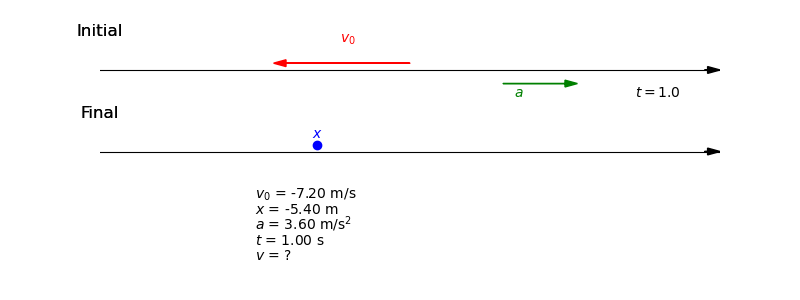 Initial
v₀
a
t = 1.0
Final
x
v₀ = -7.20 m/s
x = -5.40 m
a = 3.60 m/s²
t = 1.00 s
v = ?